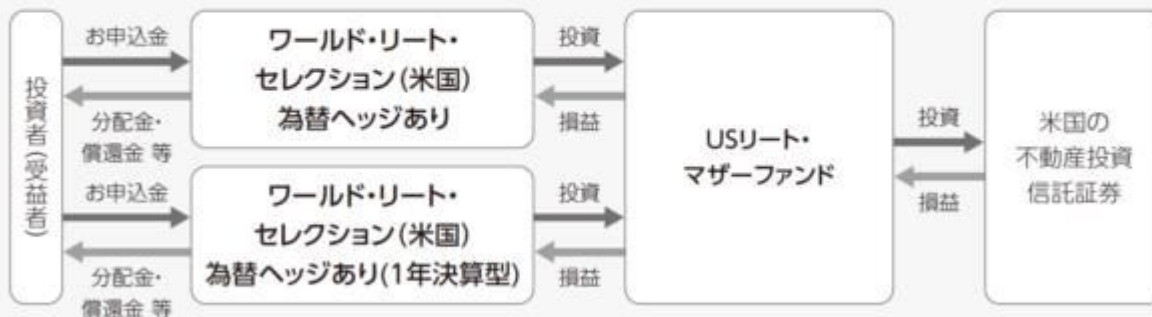 投資者(受益者)
お申込金
分配金・
償還金 等
お申込金
分配金・
償還金 等
ワールド・リート・
セレクション(米国)
為替ヘッジあり
ワールド・リート・
セレクション(米国)
為替ヘッジあり(1年決算型)
投資
損益
投資
損益
USリート・
マザーファンド
投資
損益
米国の
不動産投資
信託証券